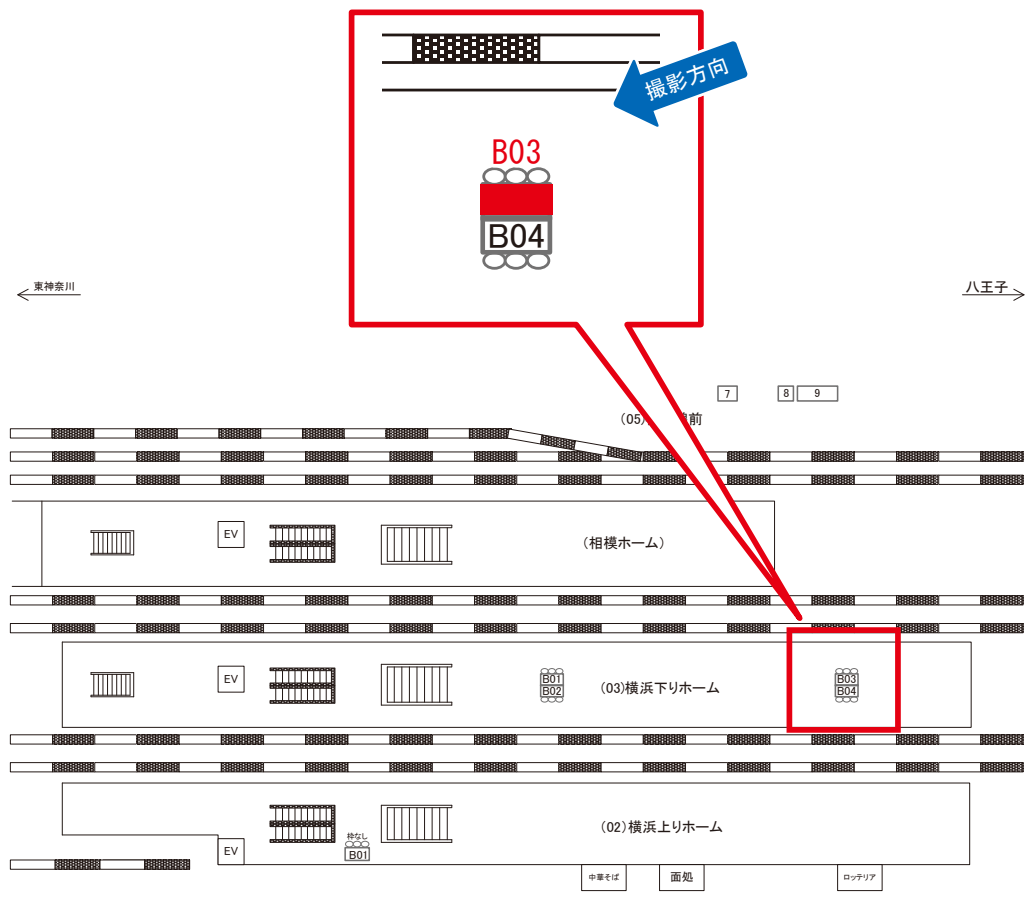 撮影方向
B03
B04
東神奈川
八王子
7
8
9
(05)
前
EV
(相模ホーム)
EV
B01
B02
(03)横浜下りホーム
B03
B04
(02)横浜上りホーム
枠なし
B01
EV
中華そば
面処
ロッテリア